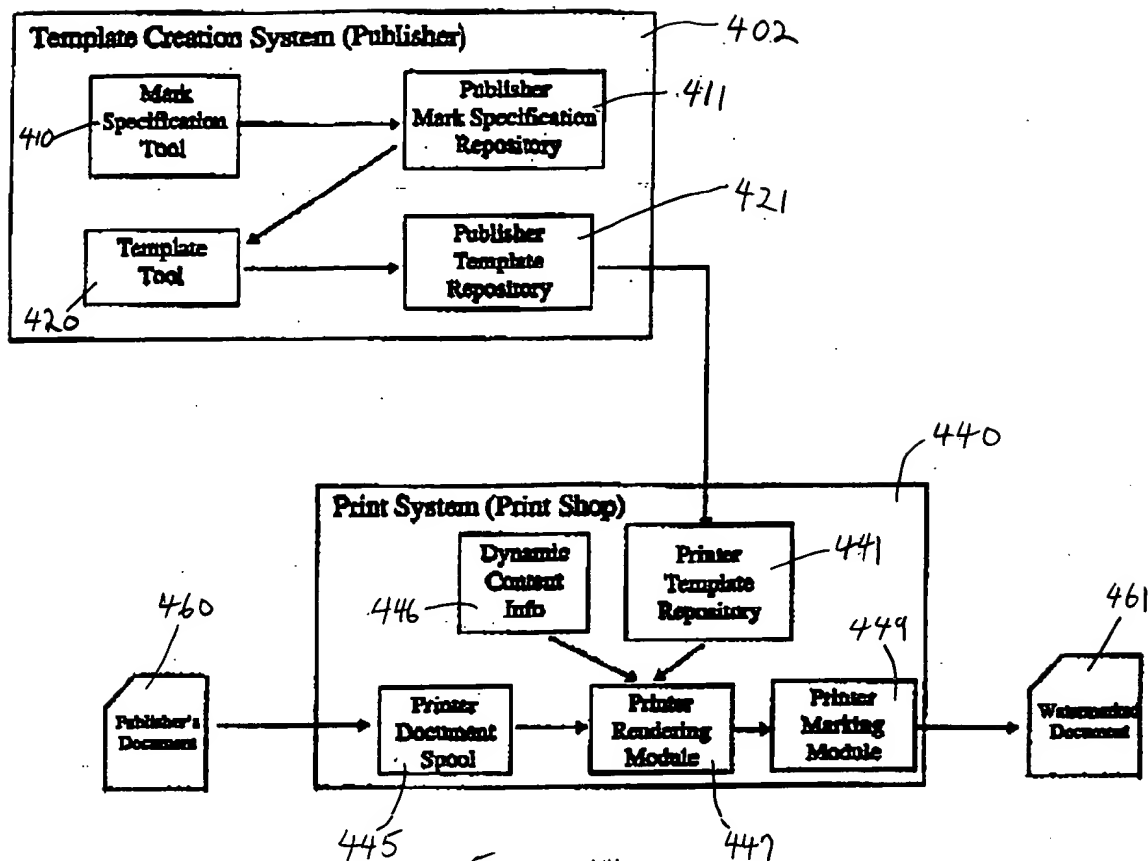 Template Creation System (Publisher)
402
Mark
Specification
Tool
410
Publisher
Mark Specification
Repository
411
Template
Tool
420
Publisher
Template
Repository
421
440
Print System (Print Shop)
Dynamic
Content
Info
446
Printer
Template
Repository
441
460
Publisher's
Document
Printer
Document
Spool
445
Printer
Rendering
Module
447
449
Printer
Marking
Module
461
Watermarked
Document